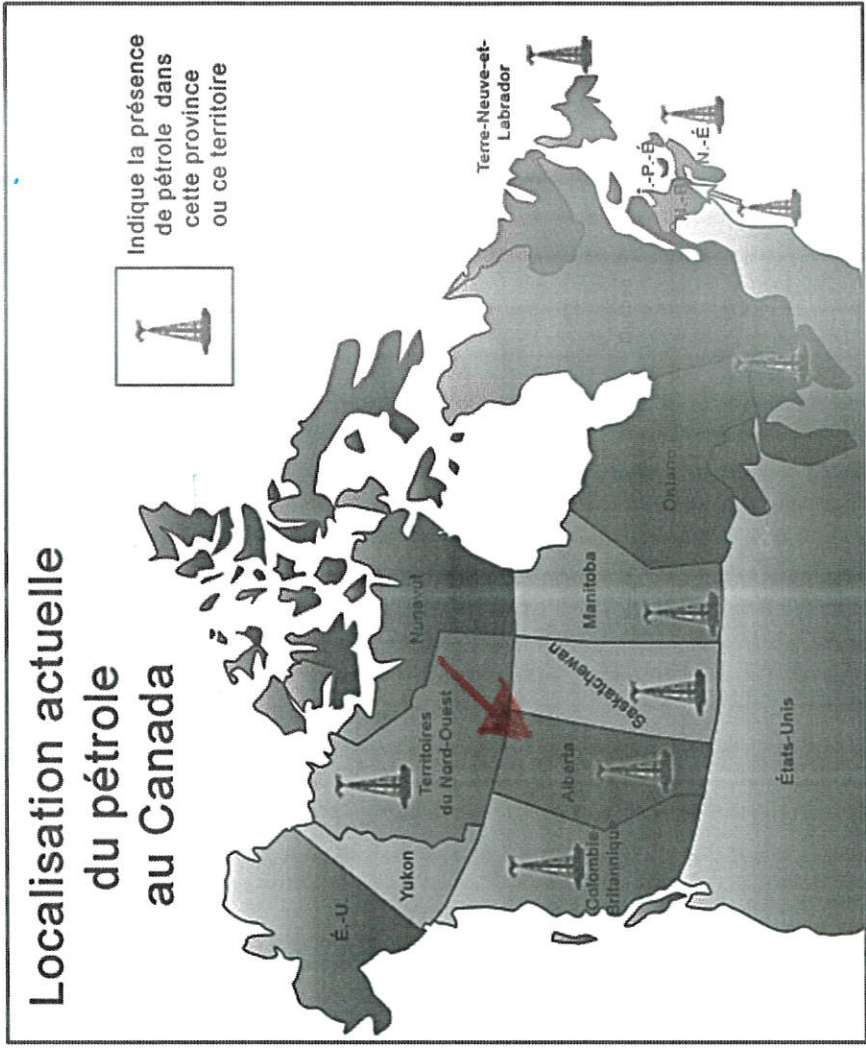 Localisation actuelle
du pétrole
au Canada
Indique la présence
de pétrole dans
cette province
ou ce territoire
É.-U.
Yukon
Territoires
du Nord-Ouest
Nunavut
Colombie
Britannique
Alberta
Saskatchewan
Manitoba
Ontario
Terre-Neuve-et-
Labrador
Î.-P.-É
N.-B
N.-É
États-Unis